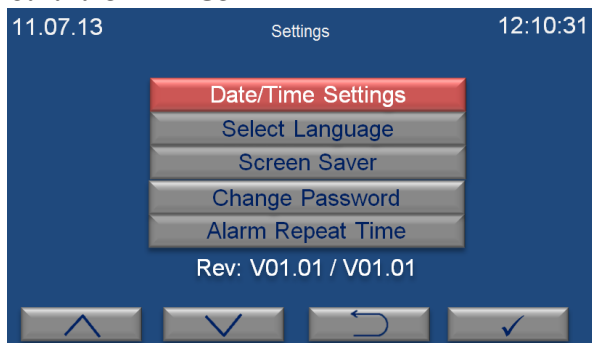 11.07.13 Settings 12:10:31
Date/Time Settings
Select Language
Screen Saver
Change Password
Alarm Repeat Time
Rev: V01.01 / V01.01